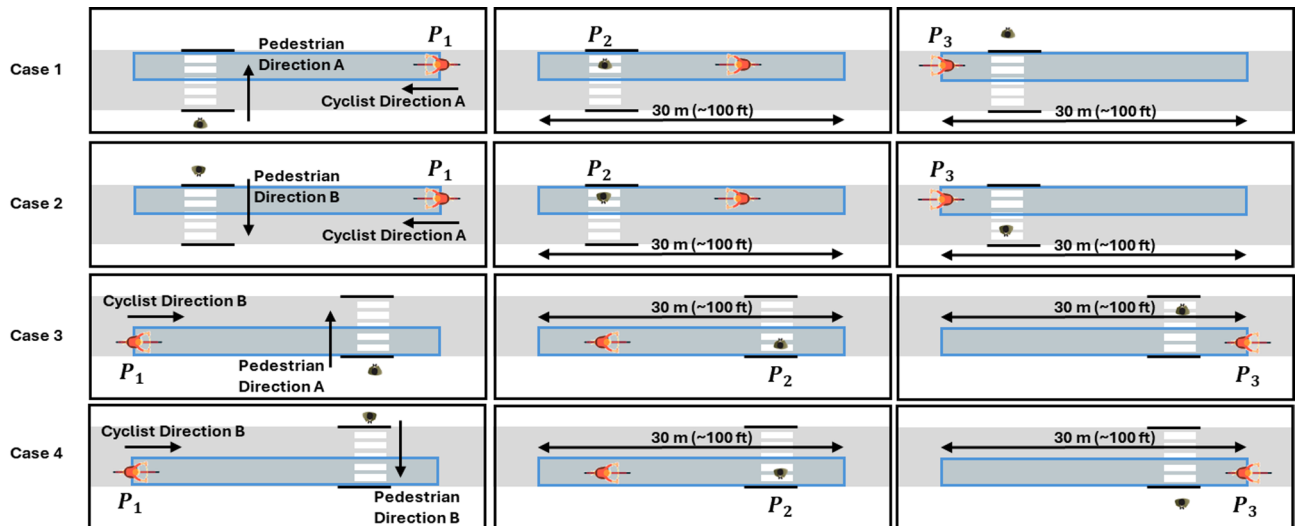 Case 1
Pedestrian
Direction A
P₁
Cyclist Direction A
P₂
30 m (~100 ft)
P₃
30 m (~100 ft)
Case 2
Pedestrian
Direction B
P₁
Cyclist Direction A
P₂
30 m (~100 ft)
P₃
30 m (~100 ft)
Case 3
Cyclist Direction B
P₁
Pedestrian
Direction A
30 m (~100 ft)
P₂
30 m (~100 ft)
P₃
Case 4
Cyclist Direction B
P₁
Pedestrian
Direction B
30 m (~100 ft)
P₂
30 m (~100 ft)
P₃